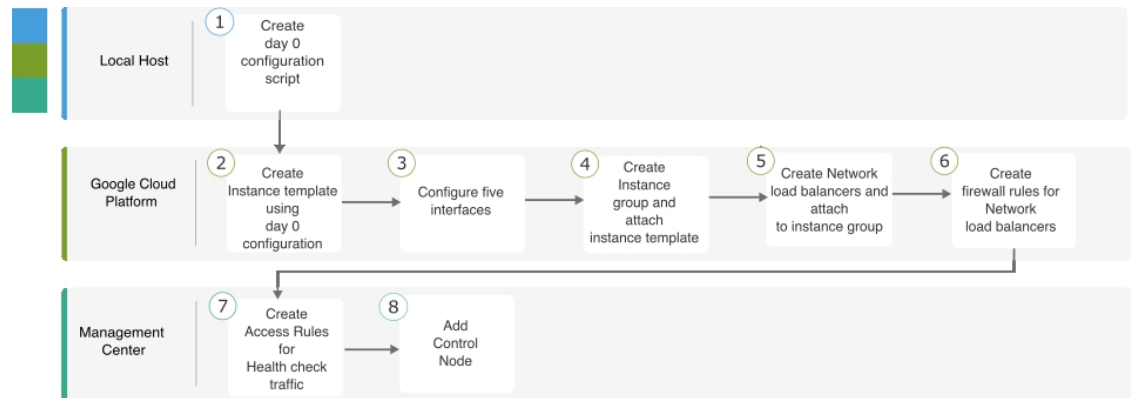 1
Create
day 0
configuration
script
Local Host
2
Create
Instance template
using
day 0
configuration
3
Configure five
interfaces
4
Create
Instance
group and
attach
instance template
5
Create Network
load balancers and
attach
to instance group
6
Create
firewall rules for
Network
load balancers
Google Cloud
Platform
7
Create
Access Rules
for
Health check
traffic
8
Add
Control
Node
Management
Center